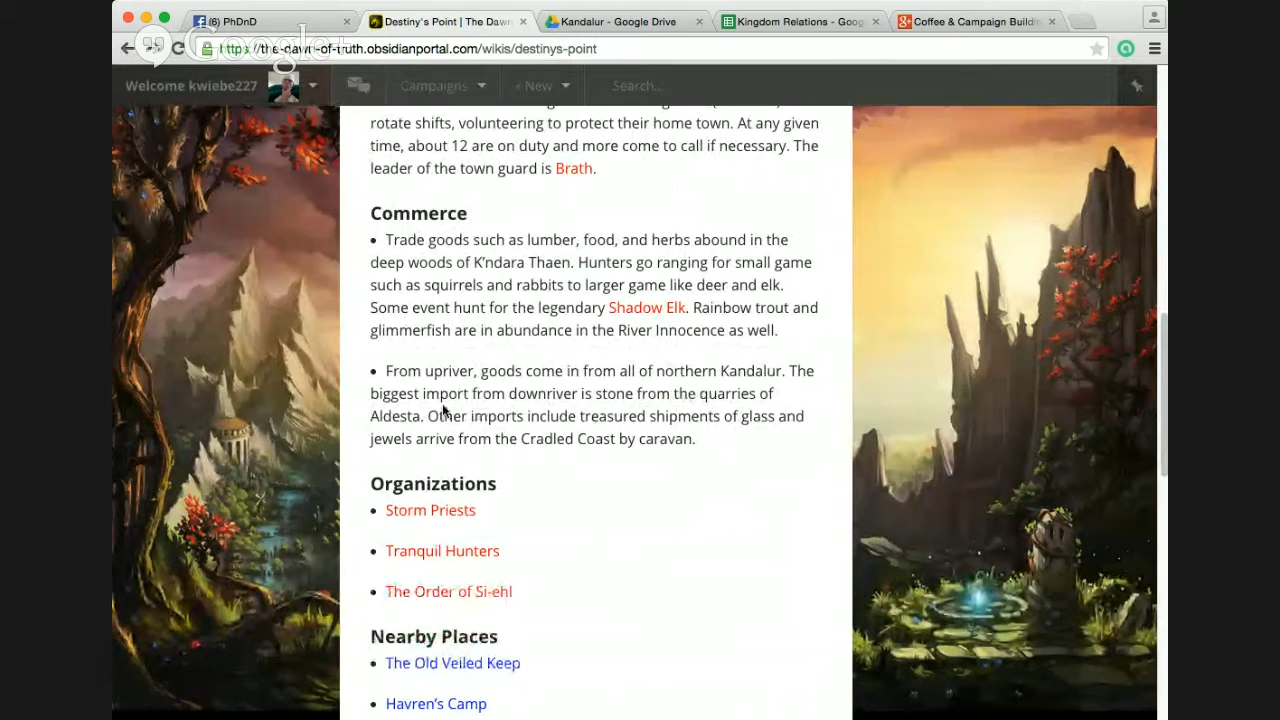 (6) PhDnD
Destiny's Point | The Dawn
Kandalur - Google Drive
Kingdom Relations - Goog
Coffee & Campaign Buildin
Google+
https://the-dawn-of-truth.obsidianportal.com/wikis/destinys-point
Welcome kwiebe227
Campaigns
+ New
Search...
rotate shifts, volunteering to protect their home town. At any given
time, about 12 are on duty and more come to call if necessary. The
leader of the town guard is Brath.
Commerce
• Trade goods such as lumber, food, and herbs abound in the
deep woods of K'ndara Thaen. Hunters go ranging for small game
such as squirrels and rabbits to larger game like deer and elk.
Some event hunt for the legendary Shadow Elk. Rainbow trout and
glimmerfish are in abundance in the River Innocence as well.
• From upriver, goods come in from all of northern Kandalur. The
biggest import from downriver is stone from the quarries of
Aldesta. Other imports include treasured shipments of glass and
jewels arrive from the Cradled Coast by caravan.
Organizations
• Storm Priests
• Tranquil Hunters
• The Order of Si-ehl
Nearby Places
• The Old Veiled Keep
• Havren's Camp